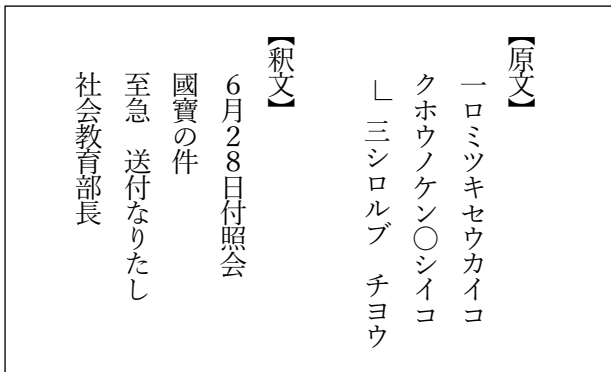 【原文】
一ロミツキセウカイコ
クホウノケン〇シイコ
∟三シロルブ　チヨウ
【釈文】
６月２８日付照会
國寶の件
至急　送付なりたし
社会教育部長